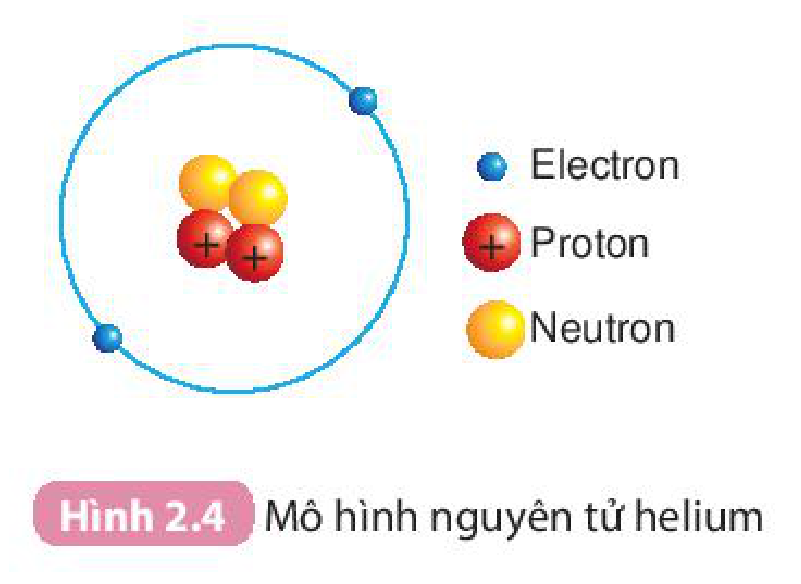 Electron
+ Proton
+ +
Neutron
Hình 2.4 Mô hình nguyên tử helium